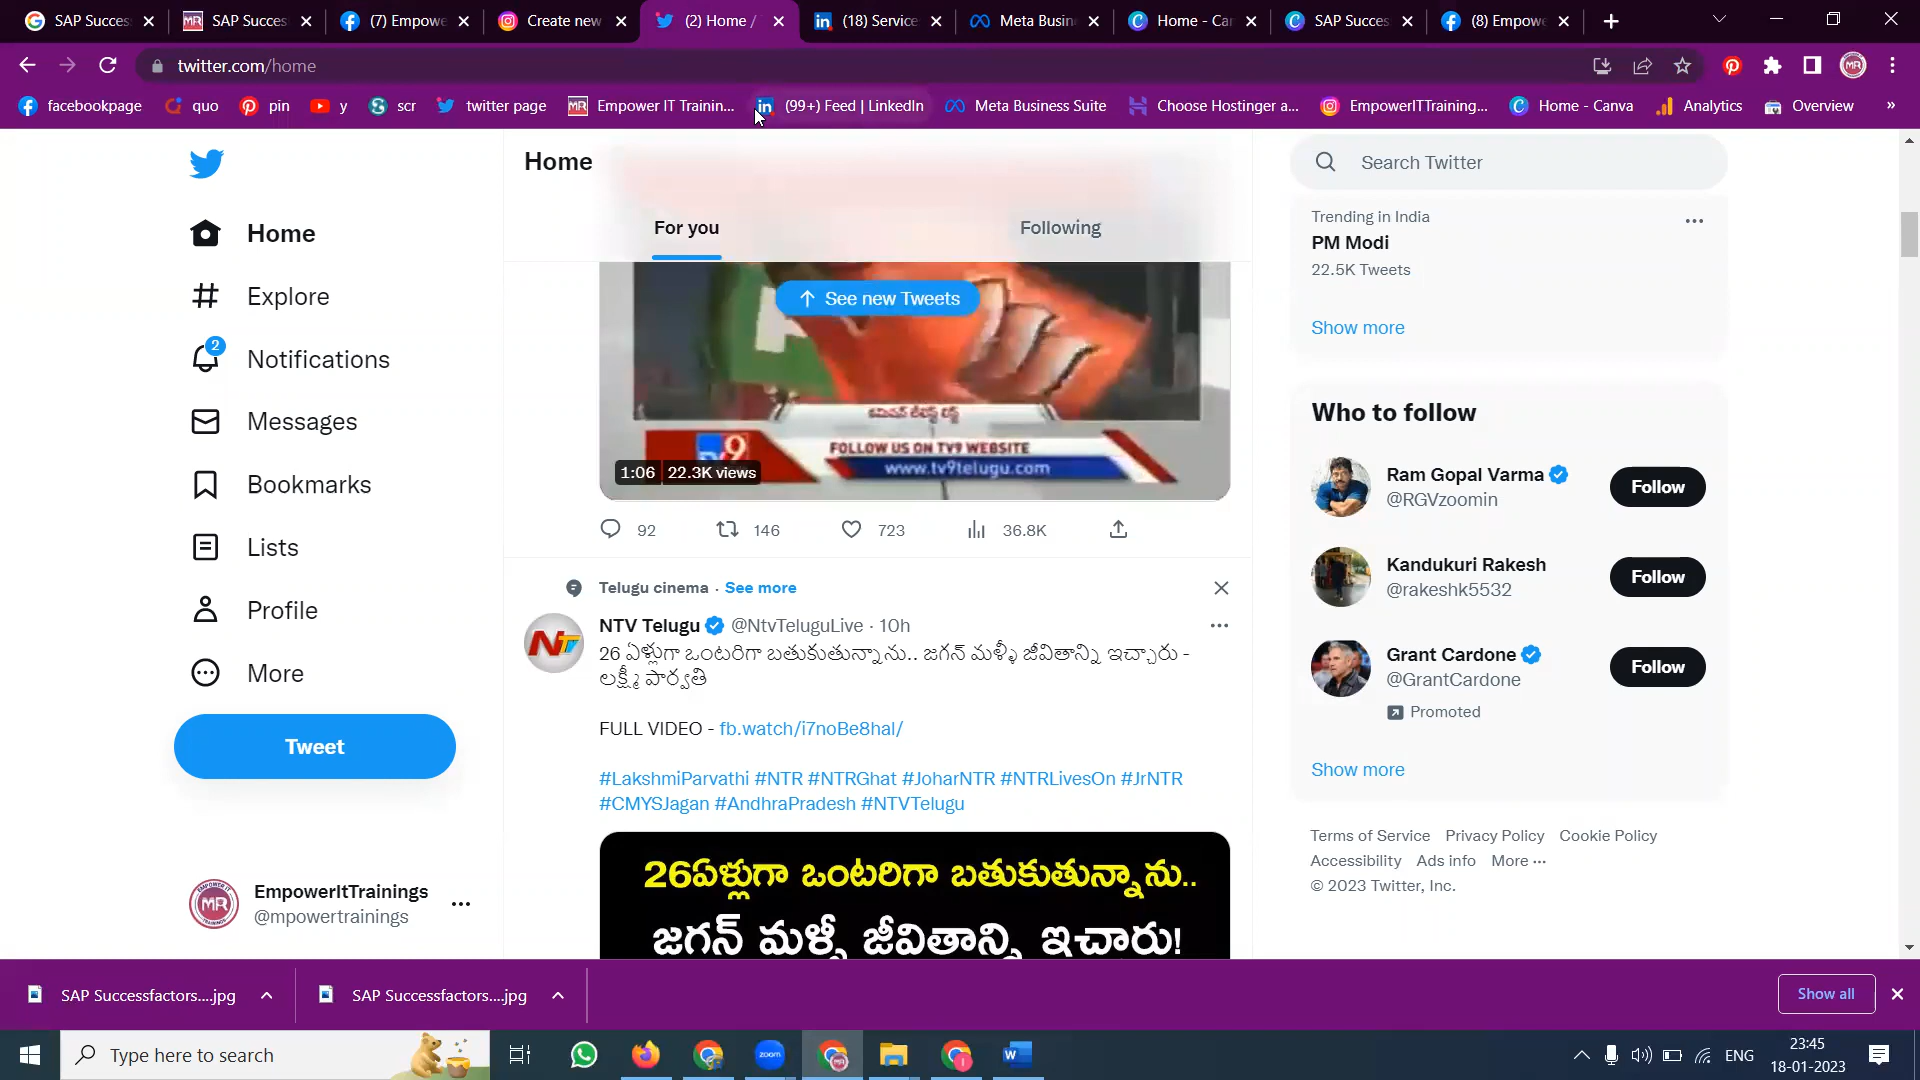 SAP Succes
SAP Succes
(7) Empowe
Create new
(2) Home /
(18) Service
Meta Busin
Home - Can
SAP Succes
(8) Empowe
twitter.com/home
facebookpage
quo
pin
y
scr
twitter page
Empower IT Trainin...
(99+) Feed | LinkedIn
Meta Business Suite
Choose Hostinger a...
EmpowerITTraining...
Home - Canva
Analytics
Overview
Home
Explore
2
Notifications
Messages
Bookmarks
Lists
Profile
More
Tweet
EmpowerItTrainings
@mpowertrainings
Home
For you
Following
See new Tweets
FOLLOW US ON TV9 WEBSITE
www.tv9telugu.com
1:06
22.3K views
92
146
723
36.8K
Telugu cinema · See more
NTV Telugu @NtvTeluguLive · 10h
26 ఏళ్లుగా ఒంటరిగా బతుకుతున్నాను.. జగన్ మళ్ళీ జీవితాన్ని ఇచ్చారు -
లక్ష్మీ పార్వతి
FULL VIDEO - fb.watch/i7noBe8hal/
#LakshmiParvathi #NTR #NTRGhat #JoharNTR #NTRLivesOn #JrNTR
#CMYSJagan #AndhraPradesh #NTVTelugu
26ఏళ్లుగా ఒంటరిగా బతుకుతున్నాను..
జగన్ మళ్ళీ జీవితాన్ని ఇచ్చారు!
Search Twitter
Trending in India
PM Modi
22.5K Tweets
Show more
Who to follow
Ram Gopal Varma
@RGVzoomin
Follow
Kandukuri Rakesh
@rakeshk5532
Follow
Grant Cardone
@GrantCardone
Follow
Promoted
Show more
Terms of Service Privacy Policy Cookie Policy
Accessibility Ads info More ···
© 2023 Twitter, Inc.
SAP Successfactors....jpg
SAP Successfactors....jpg
Show all
Type here to search
ENG
23:45
18-01-2023